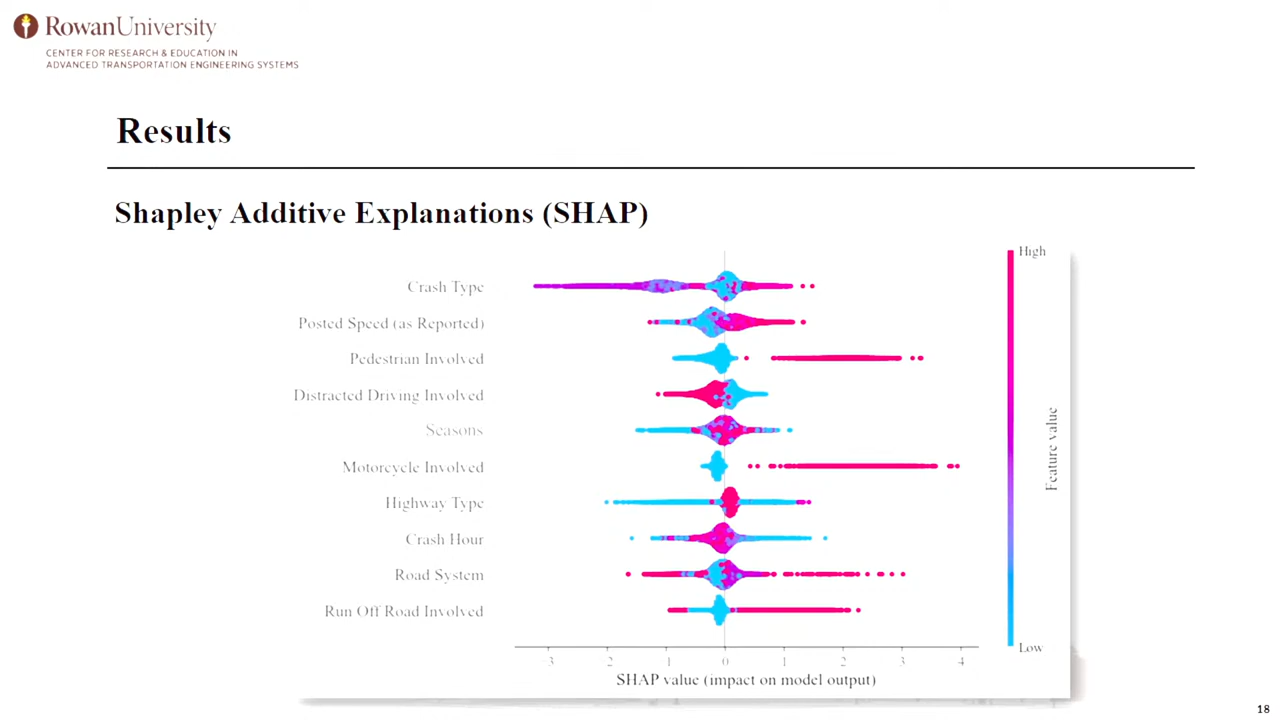 RowanUniversity
CENTER FOR RESEARCH & EDUCATION IN
ADVANCED TRANSPORTATION ENGINEERING SYSTEMS
Results
Shapley Additive Explanations (SHAP)
High
Crash Type
Posted Speed (as Reported)
Pedestrian Involved
Distracted Driving Involved
Seasons
Motorcycle Involved
Highway Type
Crash Hour
Road System
Run Off Road Involved
Feature value
Low
3 2 1 0 1 2 3 4
SHAP value (impact on model output)
18